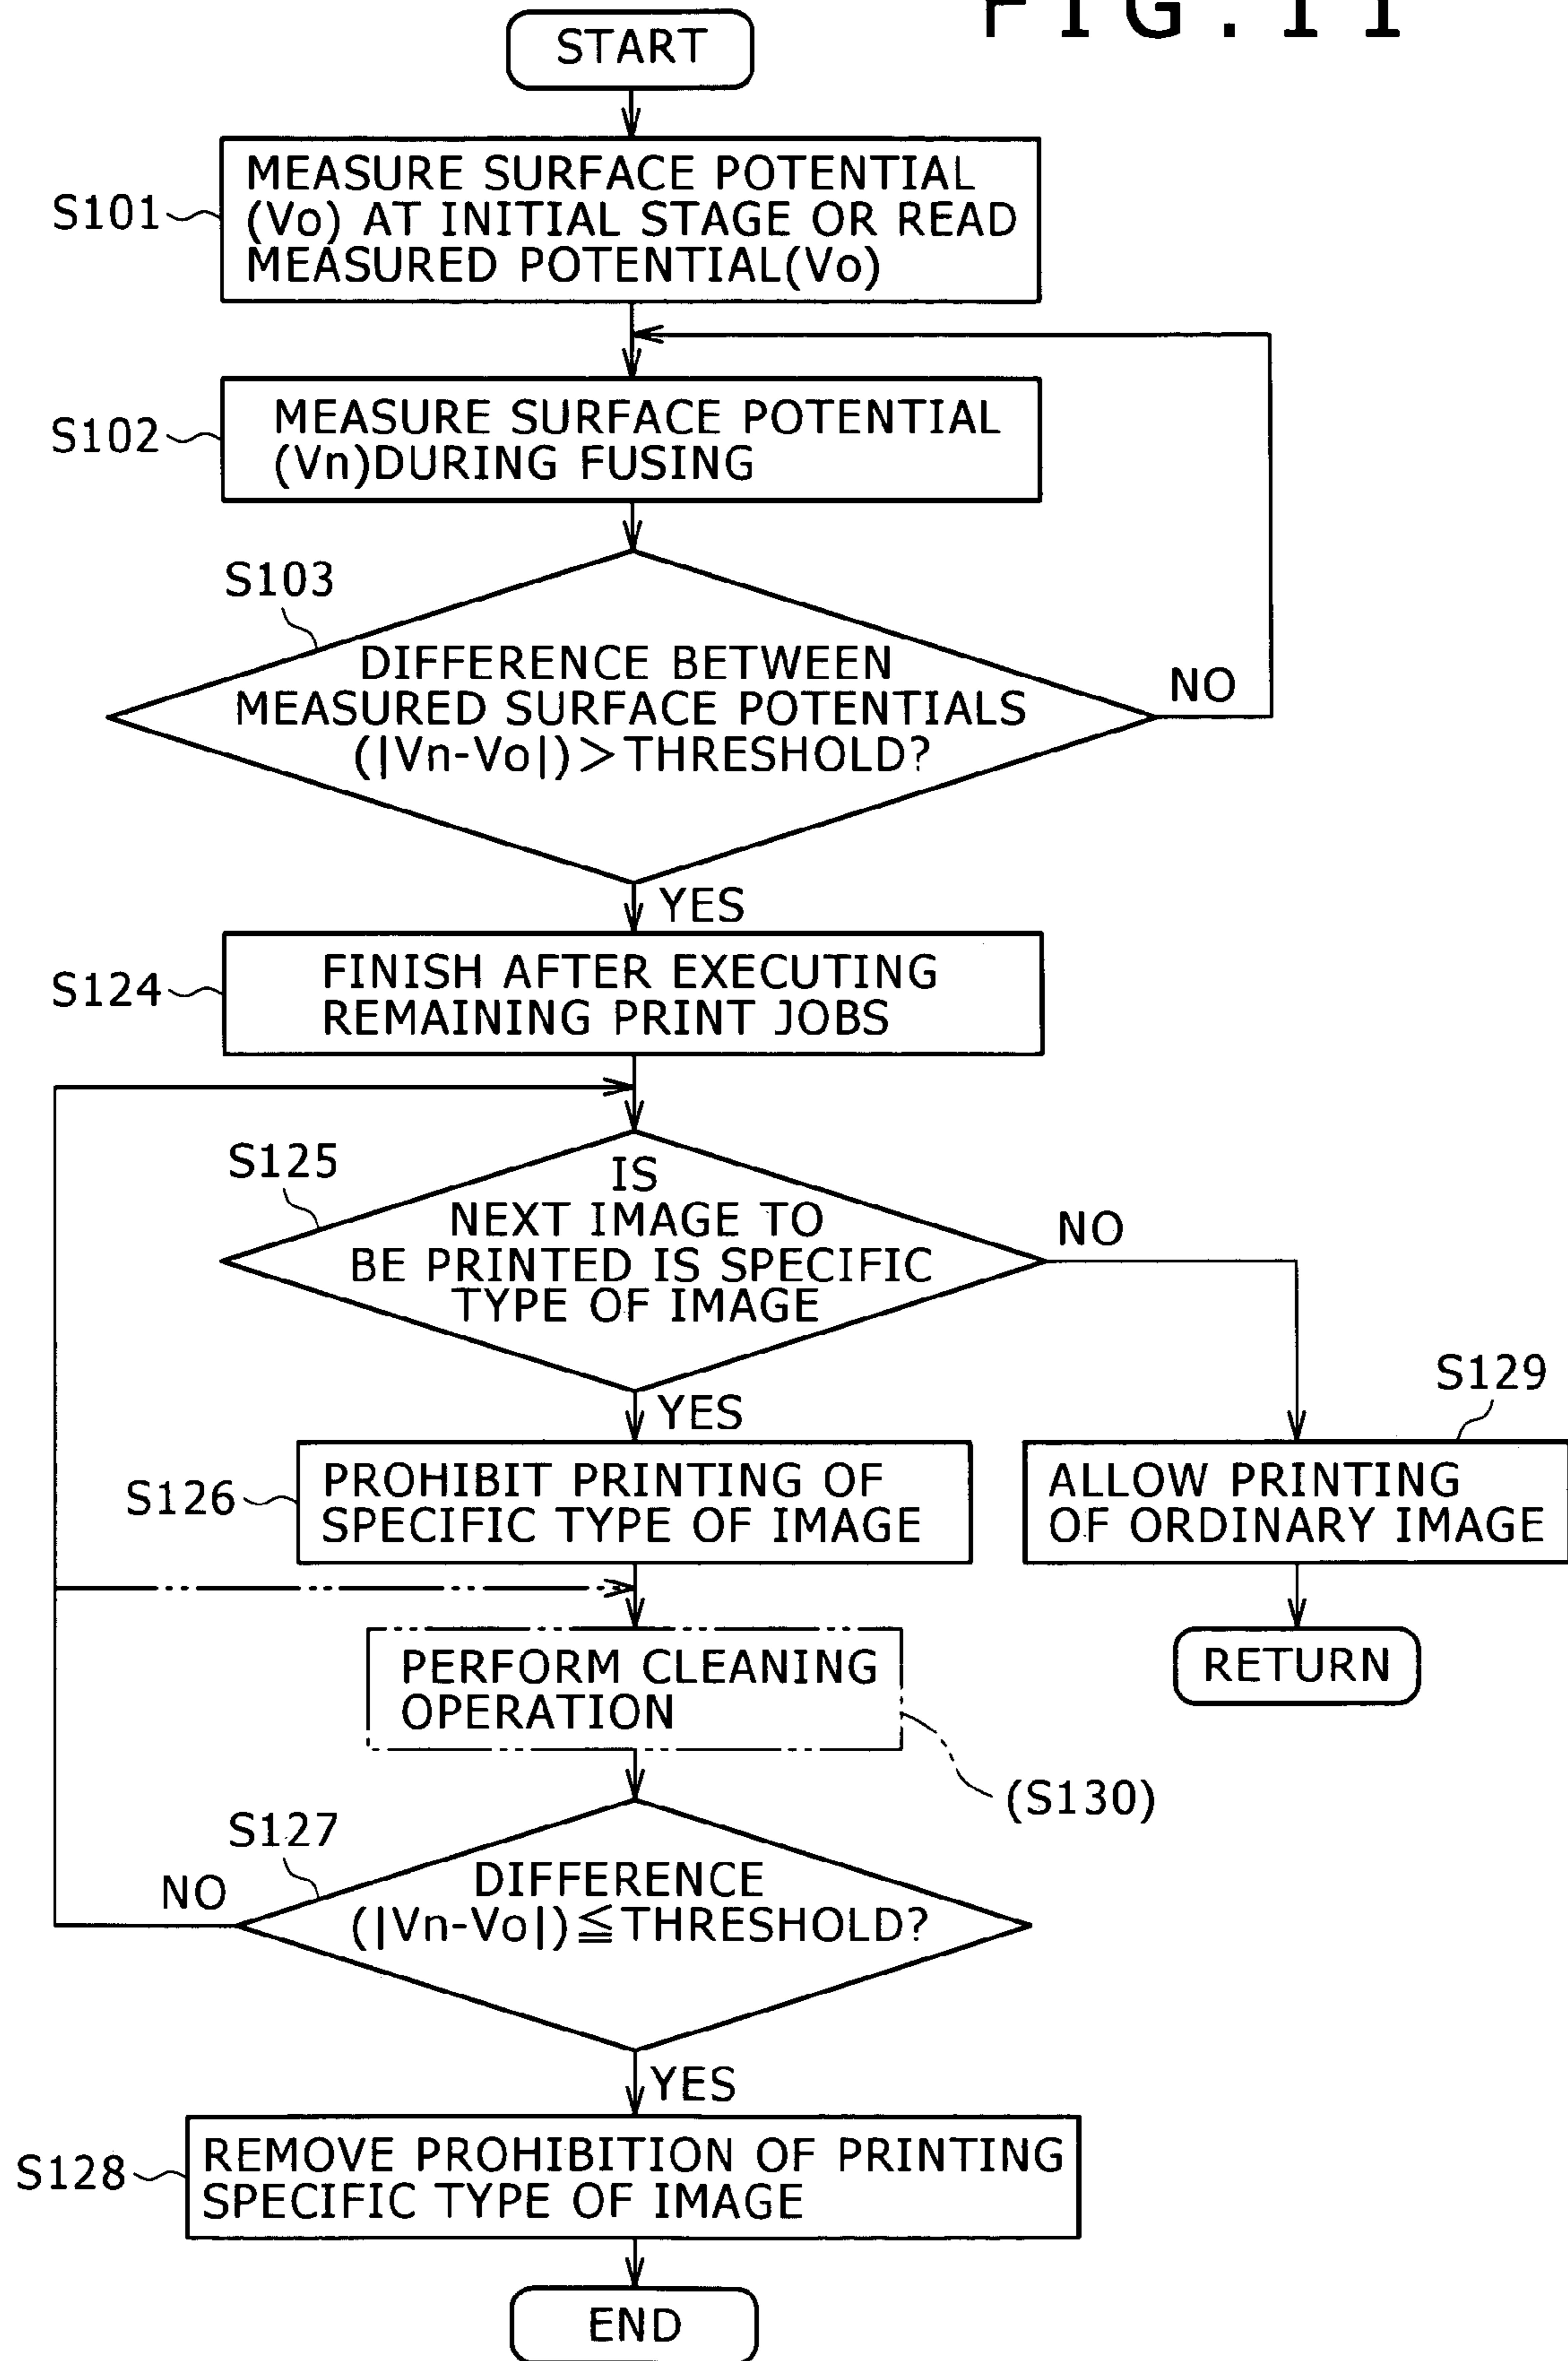 FIG.11
START
S101
MEASURE SURFACE POTENTIAL
(Vo) AT INITIAL STAGE OR READ
MEASURED POTENTIAL(Vo)
S102
MEASURE SURFACE POTENTIAL
(Vn)DURING FUSING
S103
DIFFERENCE BETWEEN
MEASURED SURFACE POTENTIALS
(|Vn-Vo|)>THRESHOLD?
NO
YES
S124
FINISH AFTER EXECUTING
REMAINING PRINT JOBS
S125
IS
NEXT IMAGE TO
BE PRINTED IS SPECIFIC
TYPE OF IMAGE
NO
YES
S129
S126
PROHIBIT PRINTING OF
SPECIFIC TYPE OF IMAGE
ALLOW PRINTING
OF ORDINARY IMAGE
PERFORM CLEANING
OPERATION
RETURN
(S130)
S127
NO
DIFFERENCE
(|Vn-Vo|)≦THRESHOLD?
YES
S128
REMOVE PROHIBITION OF PRINTING
SPECIFIC TYPE OF IMAGE
END